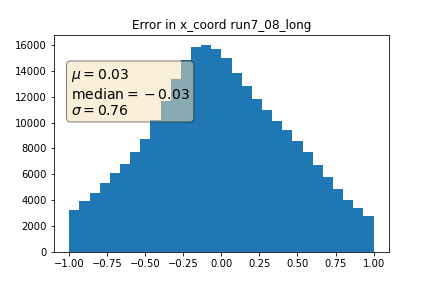 Error in x_coord run7_08_long
16000
14000
12000
10000
8000
6000
4000
2000
0
μ = 0.03
median = −0.03
σ = 0.76
−1.00 −0.75 −0.50 −0.25 0.00 0.25 0.50 0.75 1.00